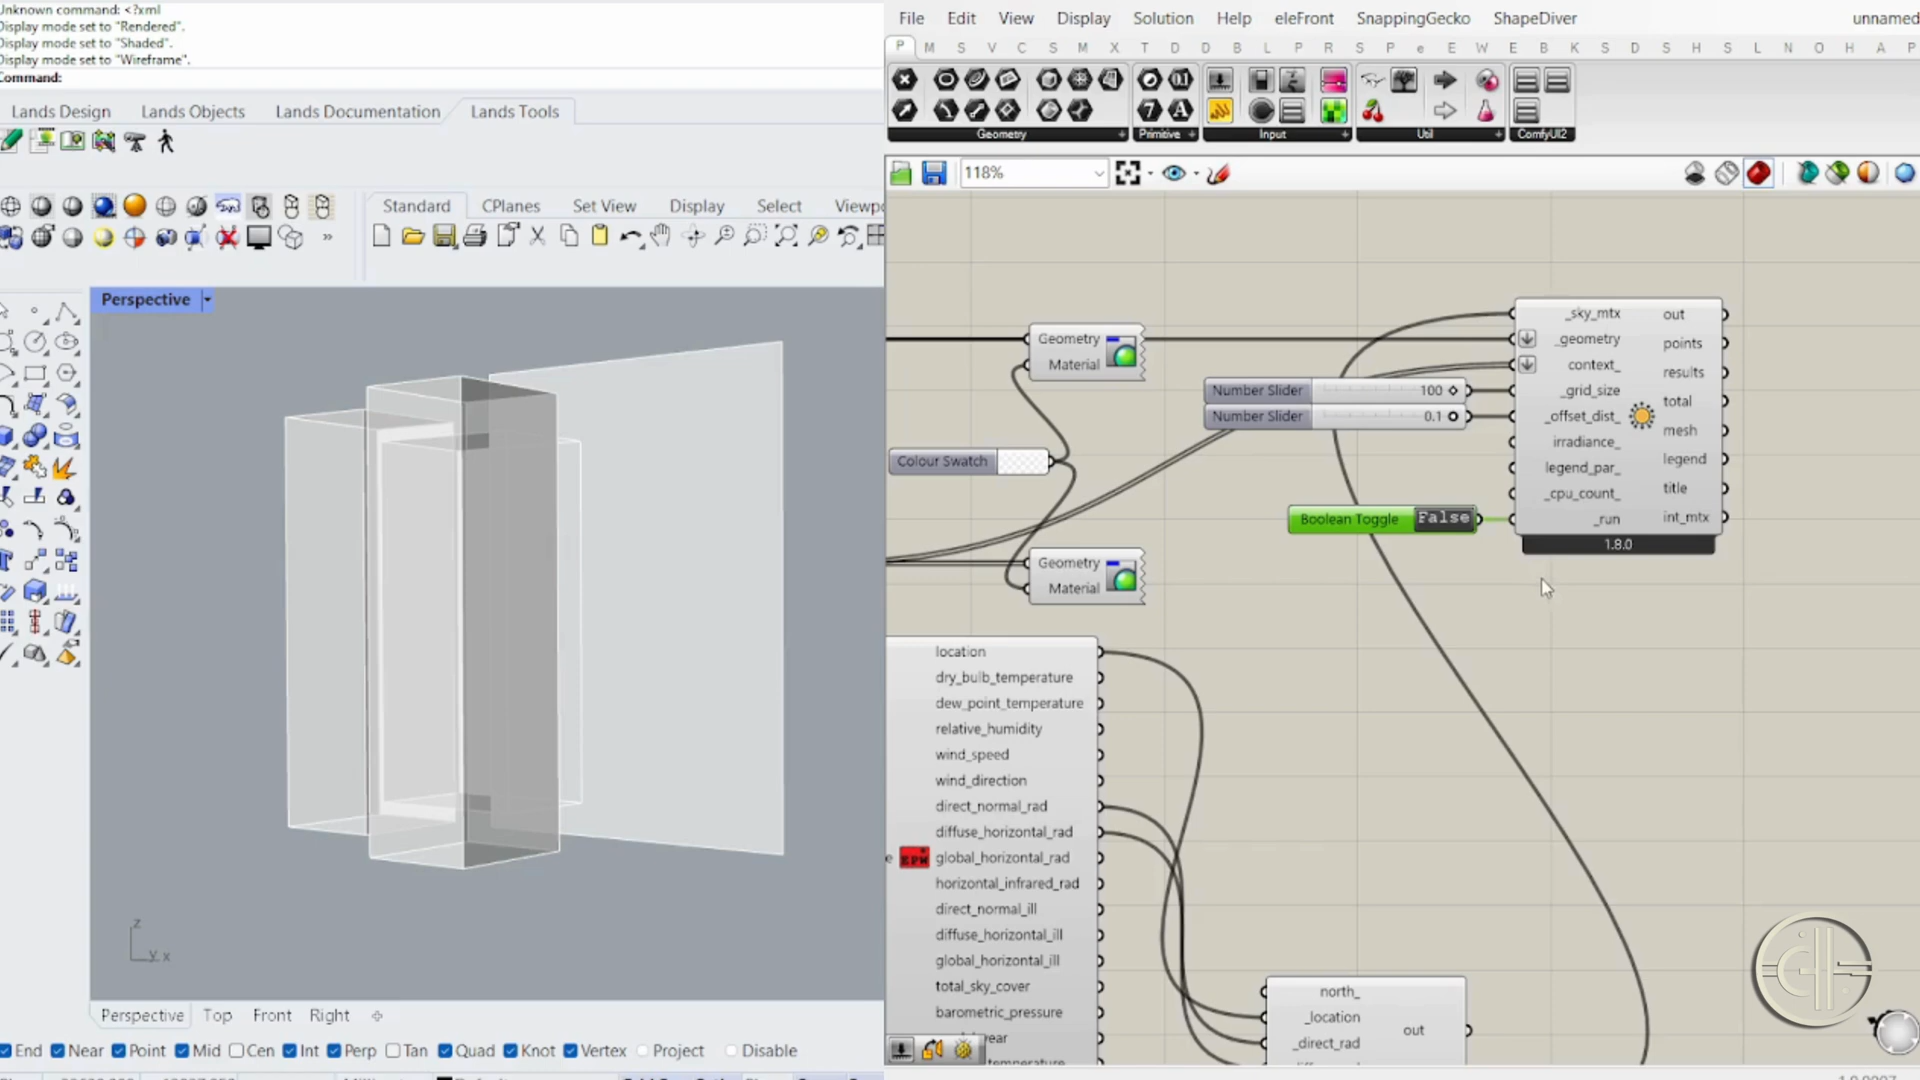 Unknown command: <?xml
Display mode set to "Rendered".
Display mode set to "Shaded".
Display mode set to "Wireframe".
Command:
Lands Design Lands Objects Lands Documentation Lands Tools
Standard CPlanes Set View Display Select Viewpo
Perspective
z
y x
Perspective Top Front Right
End Near Point Mid Cen Int Perp Tan Quad Knot Vertex Project Disable
File Edit View Display Solution Help eleFront SnappingGecko ShapeDiver unnamed
P M S V C S M X T D D B L P R S P e E W E B K S D S H S L N O H A P
Geometry Primitive Input Util ComfyUI2
118%
Geometry
Material
Colour Swatch
Geometry
Material
Number Slider 100
Number Slider 0.1
Boolean Toggle False
_sky_mtx out
_geometry points
context_ results
_grid_size total
_offset_dist_ mesh
irradiance_ legend
legend_par_ title
_cpu_count_ int_mtx
_run
1.8.0
location
dry_bulb_temperature
dew_point_temperature
relative_humidity
wind_speed
wind_direction
direct_normal_rad
diffuse_horizontal_rad
EPW global_horizontal_rad
horizontal_infrared_rad
direct_normal_ill
diffuse_horizontal_ill
global_horizontal_ill
total_sky_cover
barometric_pressure
north_
_location
_direct_rad
out